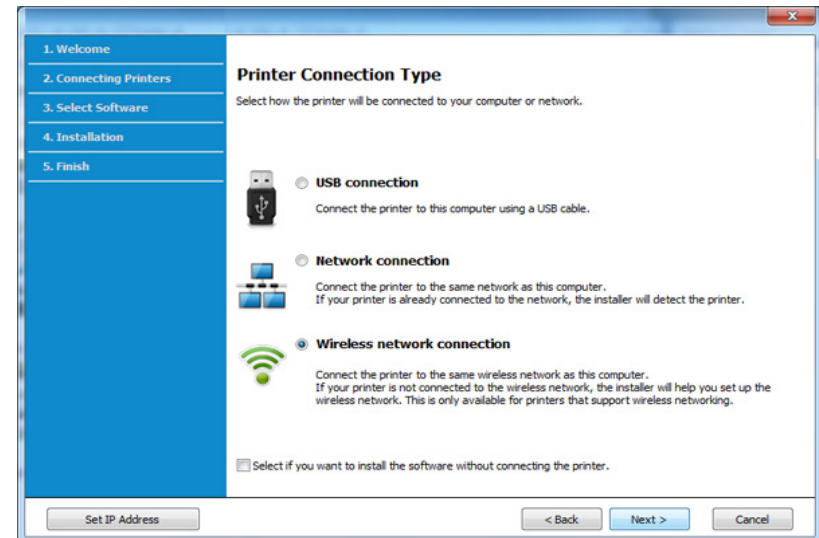 1. Welcome
2. Connecting Printers
3. Select Software
4. Installation
5. Finish
Printer Connection Type
Select how the printer will be connected to your computer or network.
USB connection
Connect the printer to this computer using a USB cable.
Network connection
Connect the printer to the same network as this computer.
If your printer is already connected to the network, the installer will detect the printer.
Wireless network connection
Connect the printer to the same wireless network as this computer.
If your printer is not connected to the wireless network, the installer will help you set up the
wireless network. This is only available for printers that support wireless networking.
Select if you want to install the software without connecting the printer.
Set IP Address
< Back
Next >
Cancel